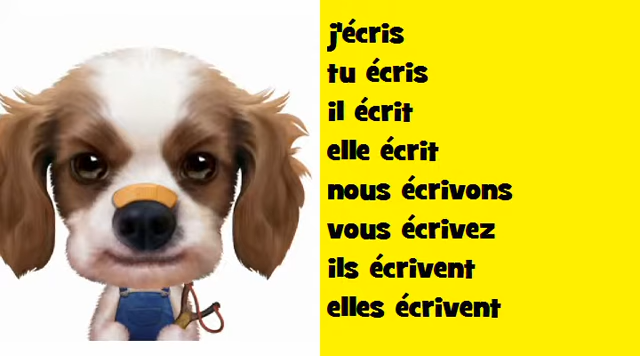 j'écris
tu écris
il écrit
elle écrit
nous écrivons
vous écrivez
ils écrivent
elles écrivent